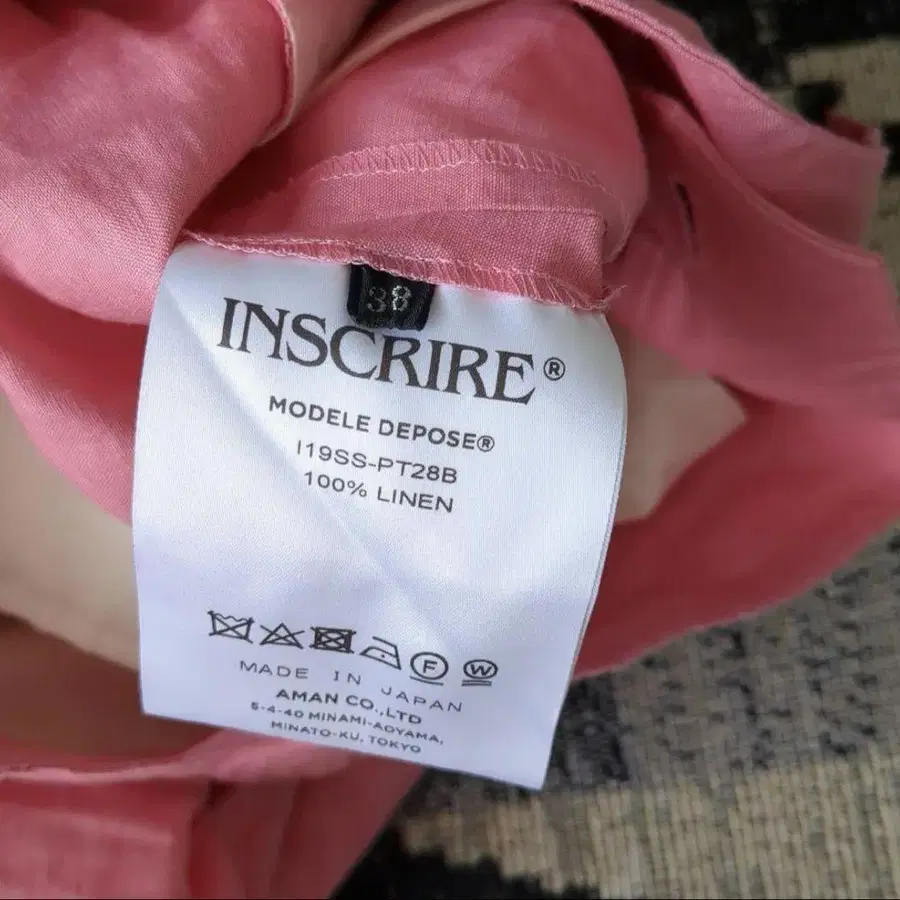 38
INSCRIRE®
MODELE DEPOSE®
I19SS-PT28B
100% LINEN
F W
MADE IN JAPAN
AMAN CO.,LTD
5-4-40 MINAMI-AOYAMA,
MINATO-KU, TOKYO